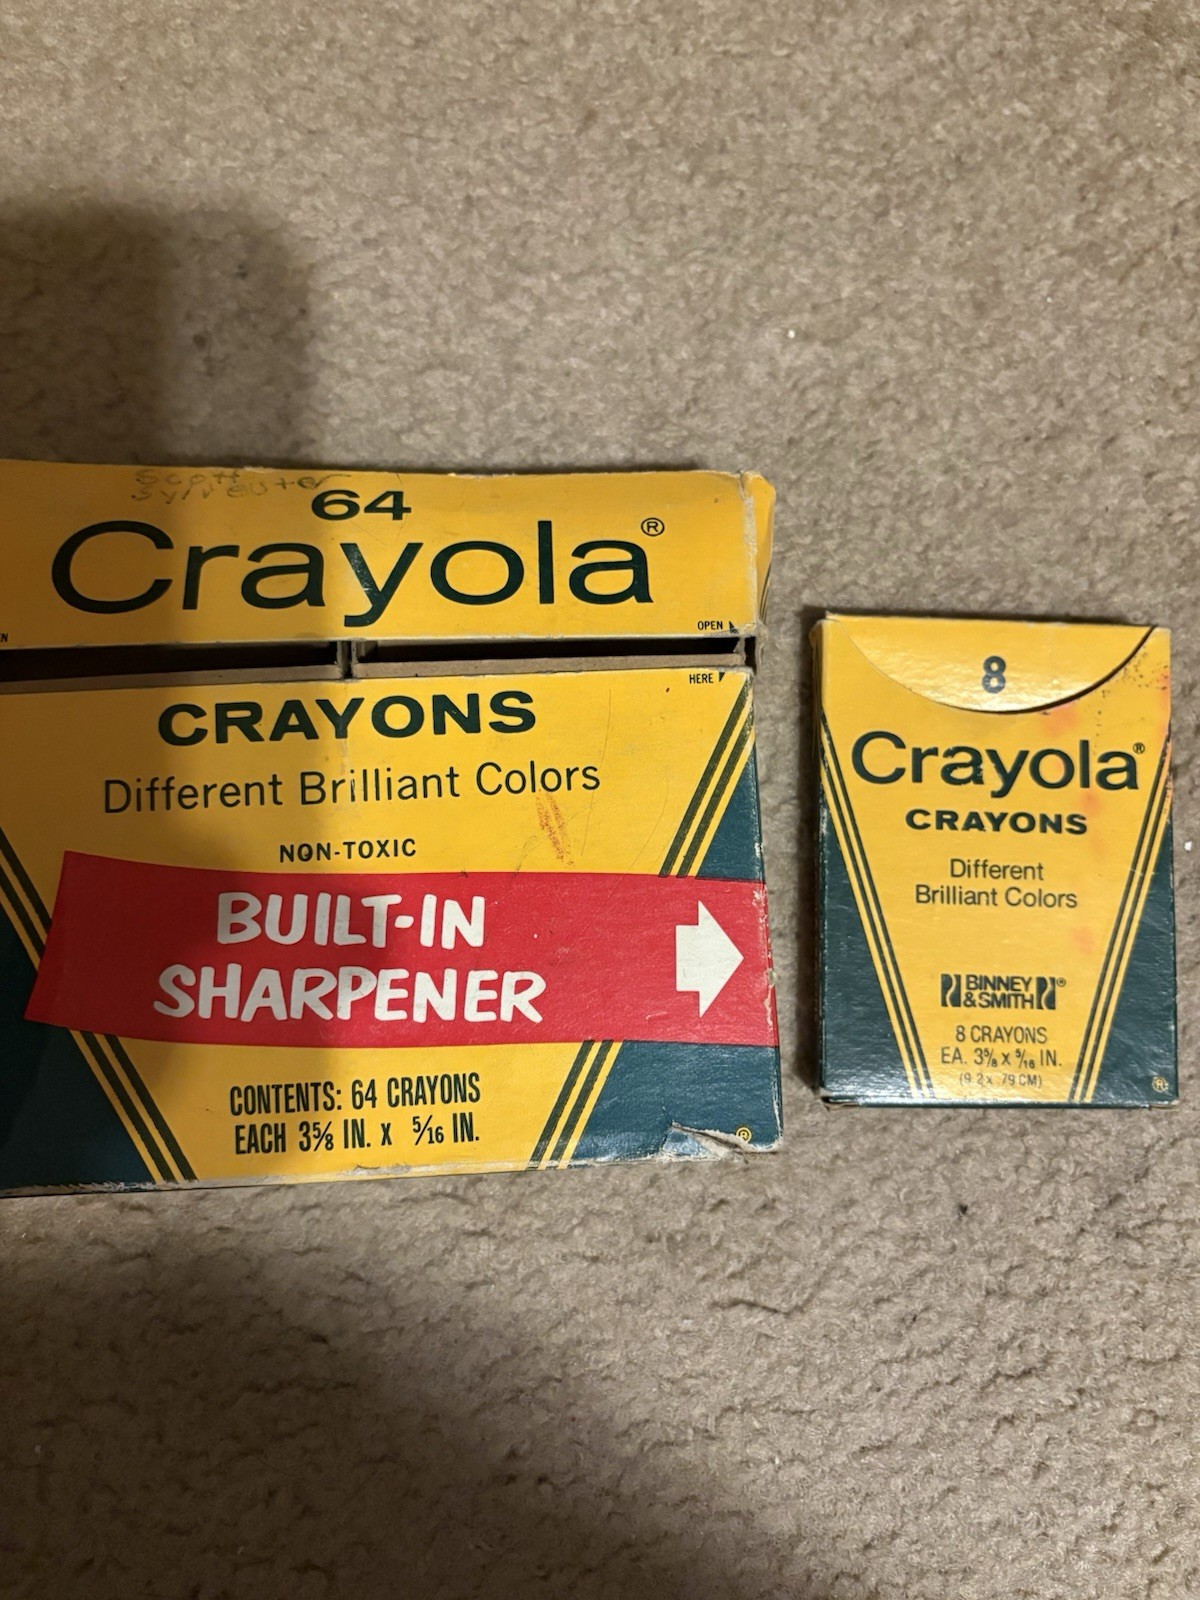 Scott
Sylvester
64
Crayola®
OPEN
HERE
CRAYONS
Different Brilliant Colors
NON-TOXIC
BUILT-IN
SHARPENER
CONTENTS: 64 CRAYONS
EACH 3⅝ IN. x 5/16 IN.
®
8
Crayola®
CRAYONS
Different
Brilliant Colors
BINNEY
&SMITH®
8 CRAYONS
EA. 3⅝ x 5/16 IN.
(9.2 x .79 CM)
®